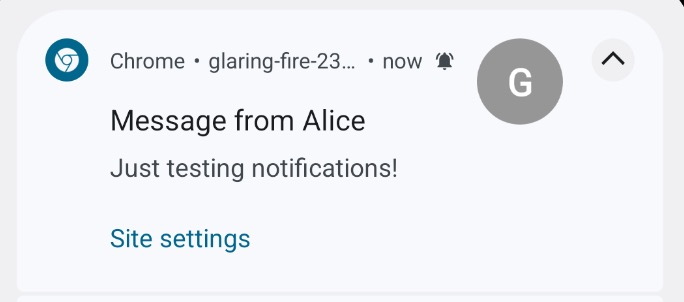 Chrome • glaring-fire-23... • now
G
Message from Alice
Just testing notifications!
Site settings